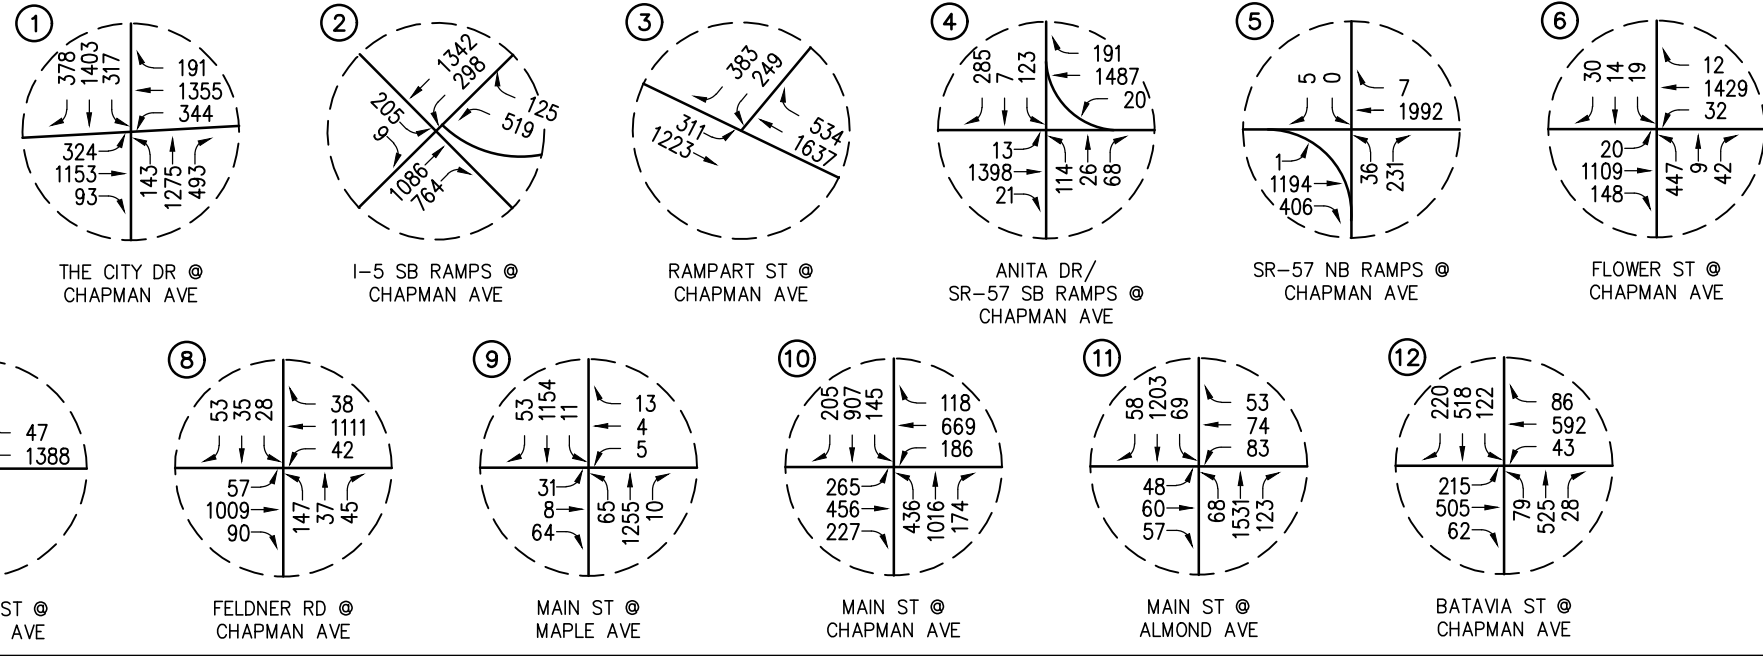 1
378 1403 317
191
1355
344
324
1153
93
143 1275 493
THE CITY DR @
CHAPMAN AVE
2
1342
298
125
519
205
9
1086
764
I-5 SB RAMPS @
CHAPMAN AVE
3
383
249
534
1637
311
1223
RAMPART ST @
CHAPMAN AVE
4
285 7 123
191
1487
20
13
1398
21
114 26 68
ANITA DR/
SR-57 SB RAMPS @
CHAPMAN AVE
5
5 0
7
1992
1
1194
406
36 231
SR-57 NB RAMPS @
CHAPMAN AVE
6
30 14 19
12
1429
32
20
1109
148
447 9 42
FLOWER ST @
CHAPMAN AVE
47
1388
ST @
AVE
8
53 35 28
38
1111
42
57
1009
90
147 37 45
FELDNER RD @
CHAPMAN AVE
9
53 1154 11
13
4
5
31
8
64
65 1255 10
MAIN ST @
MAPLE AVE
10
205 907 145
118
669
186
265
456
227
436 1016 174
MAIN ST @
CHAPMAN AVE
11
58 1203 69
53
74
83
48
60
57
68 1531 123
MAIN ST @
ALMOND AVE
12
220 518 122
86
592
43
215
505
62
79 525 28
BATAVIA ST @
CHAPMAN AVE